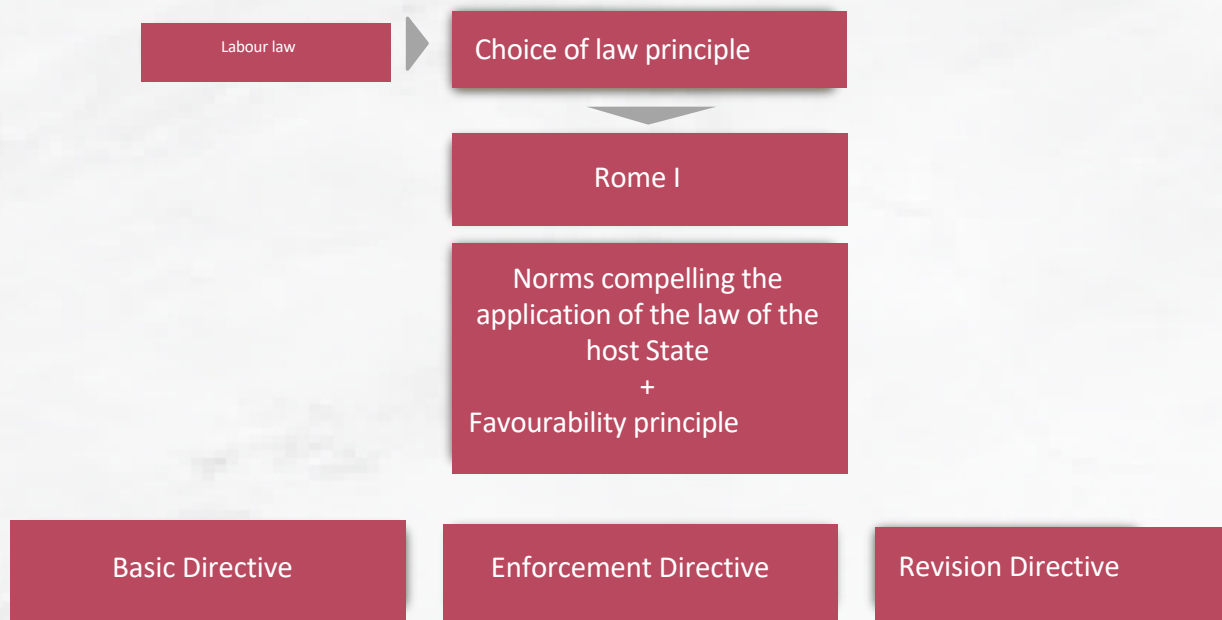 Labour law
Choice of law principle
Rome I
Norms compelling the
application of the law of the
host State
+
Favourability principle
Basic Directive
Enforcement Directive
Revision Directive